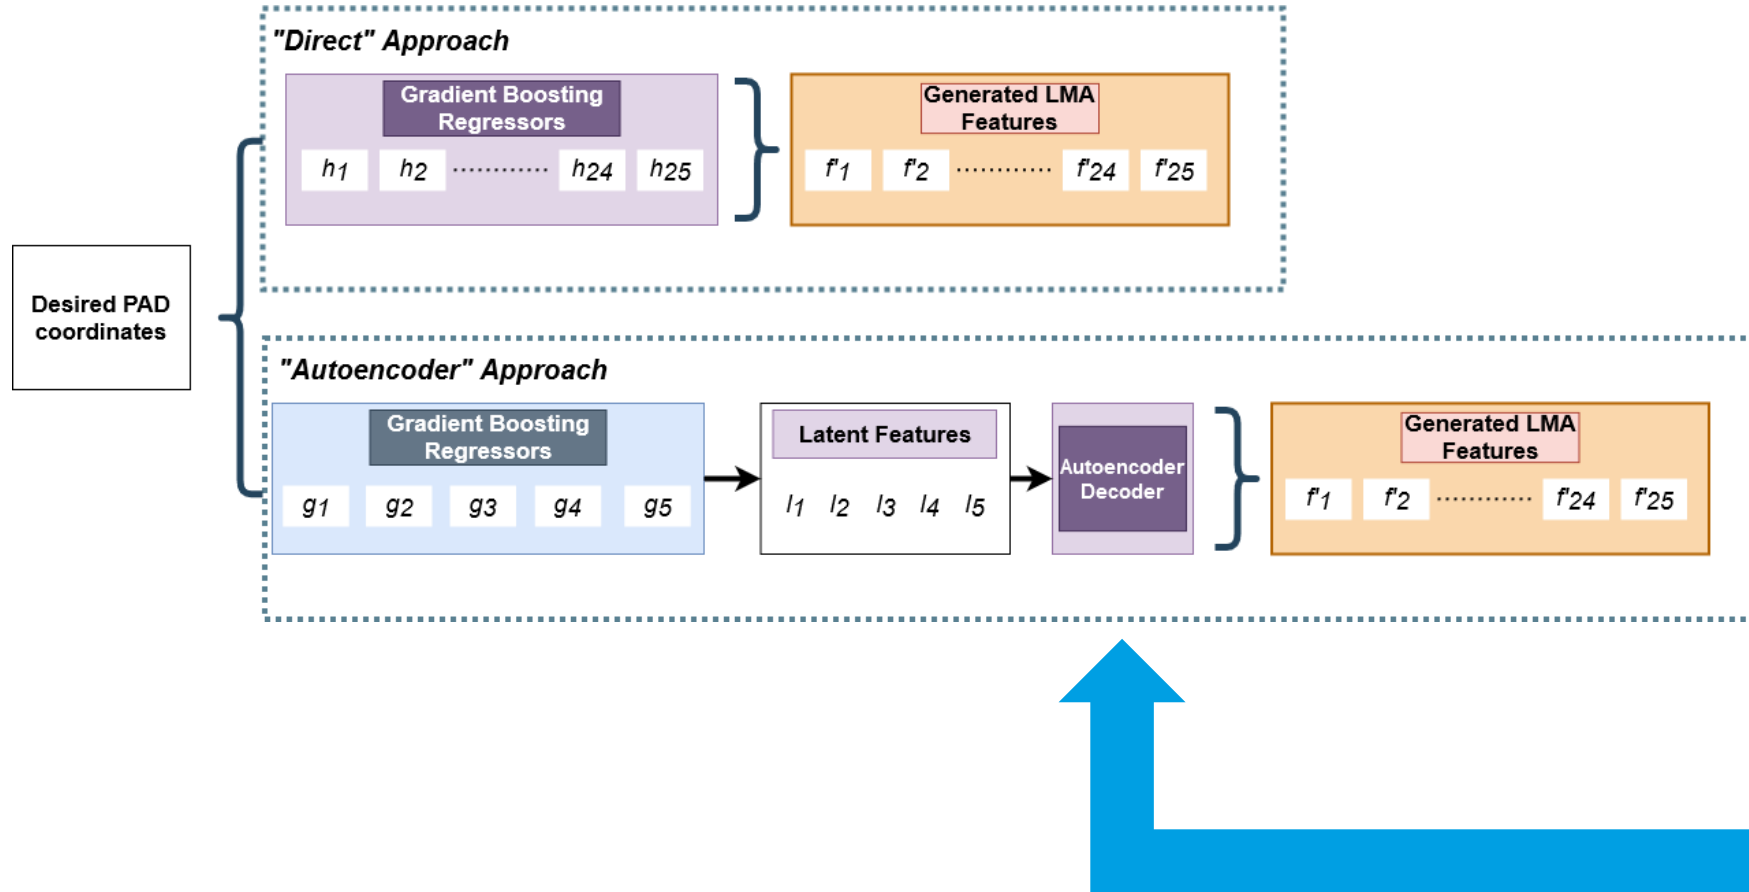 "Direct" Approach
Gradient Boosting
Regressors
h1 h2 ............ h24 h25
Generated LMA
Features
f'1 f'2 ............ f'24 f'25
Desired PAD
coordinates
"Autoencoder" Approach
Gradient Boosting
Regressors
g1 g2 g3 g4 g5
Latent Features
l1 l2 l3 l4 l5
Autoencoder
Decoder
Generated LMA
Features
f'1 f'2 ............ f'24 f'25